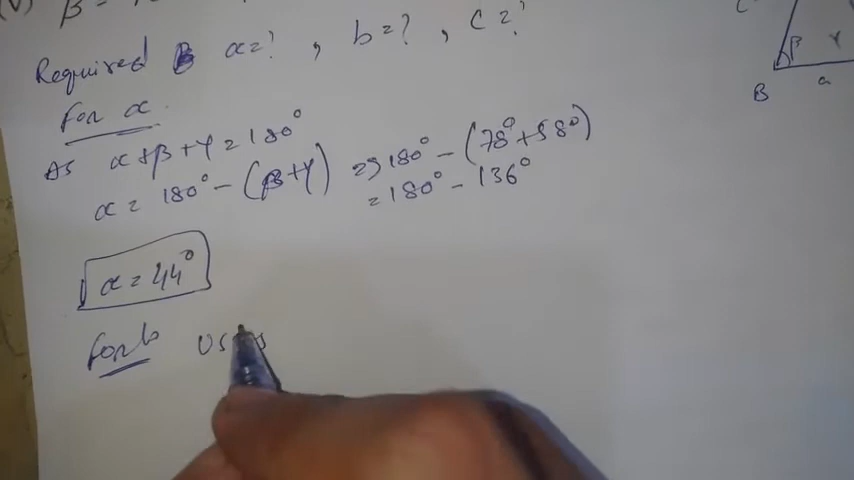 (V) β =
Required α=? , b=? , c=?
For α
As α+β+γ=180°
α = 180° - (β+γ) => 180° - (78°+58°)
= 180° - 136°
α = 44°
For b
β γ
B a